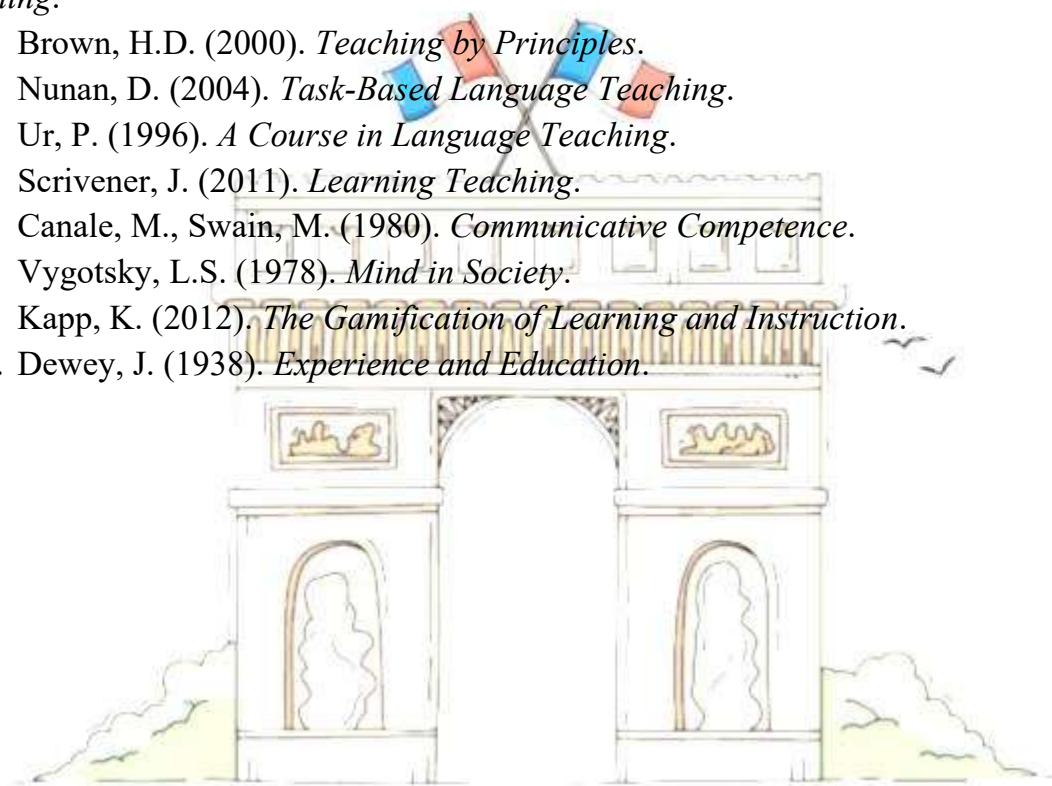 Brown, H.D. (2000). Teaching by Principles.
Nunan, D. (2004). Task-Based Language Teaching.
Ur, P. (1996). A Course in Language Teaching.
Scrivener, J. (2011). Learning Teaching.
Canale, M., Swain, M. (1980). Communicative Competence.
Vygotsky, L.S. (1978). Mind in Society.
Kapp, K. (2012). The Gamification of Learning and Instruction.
Dewey, J. (1938). Experience and Education.